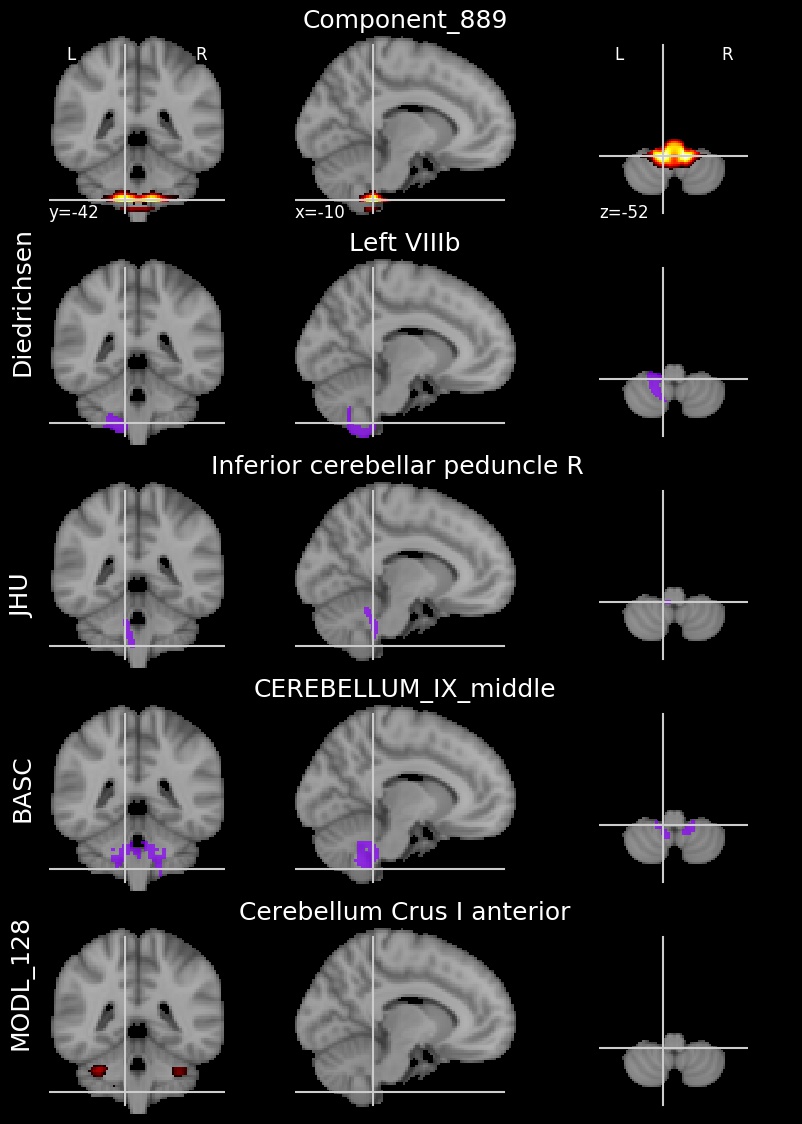 Component_889
L R
L R
y=-42
x=-10
z=-52
Diedrichsen
Left VIIIb
JHU
Inferior cerebellar peduncle R
BASC
CEREBELLUM_IX_middle
MODL_128
Cerebellum Crus I anterior